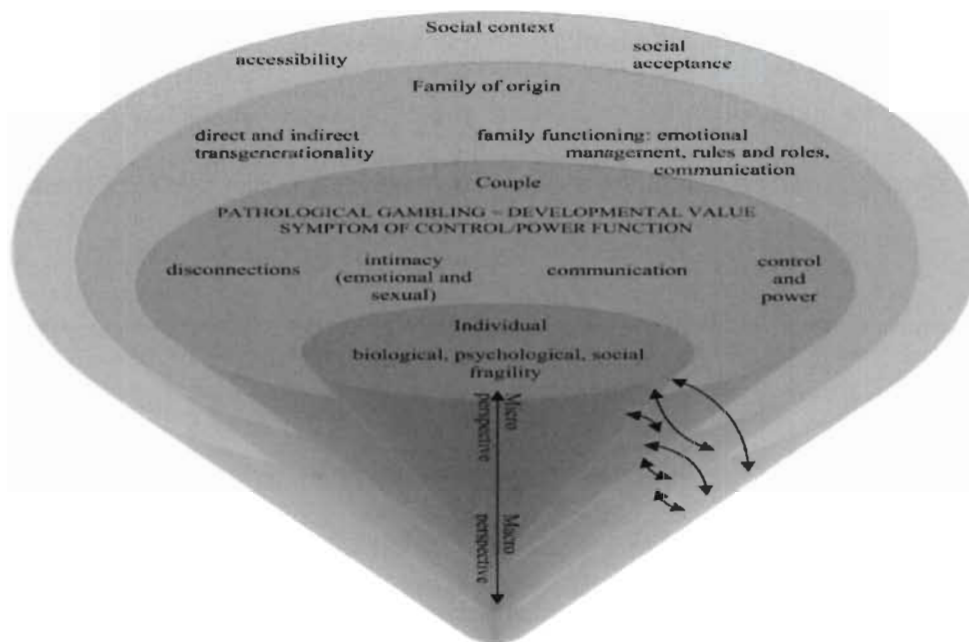 Social context
accessibility
social
acceptance
Family of origin
direct and indirect
transgenerationality
family functioning: emotional
management, rules and roles,
communication
Couple
PATHOLOGICAL GAMBLING = DEVELOPMENTAL VALUE
SYMPTOM OF CONTROL/POWER FUNCTION
disconnections
intimacy
(emotional and
sexual)
communication
control
and
power
Individual
biological, psychological, social
fragility
Micro
perspective
Macro
perspective